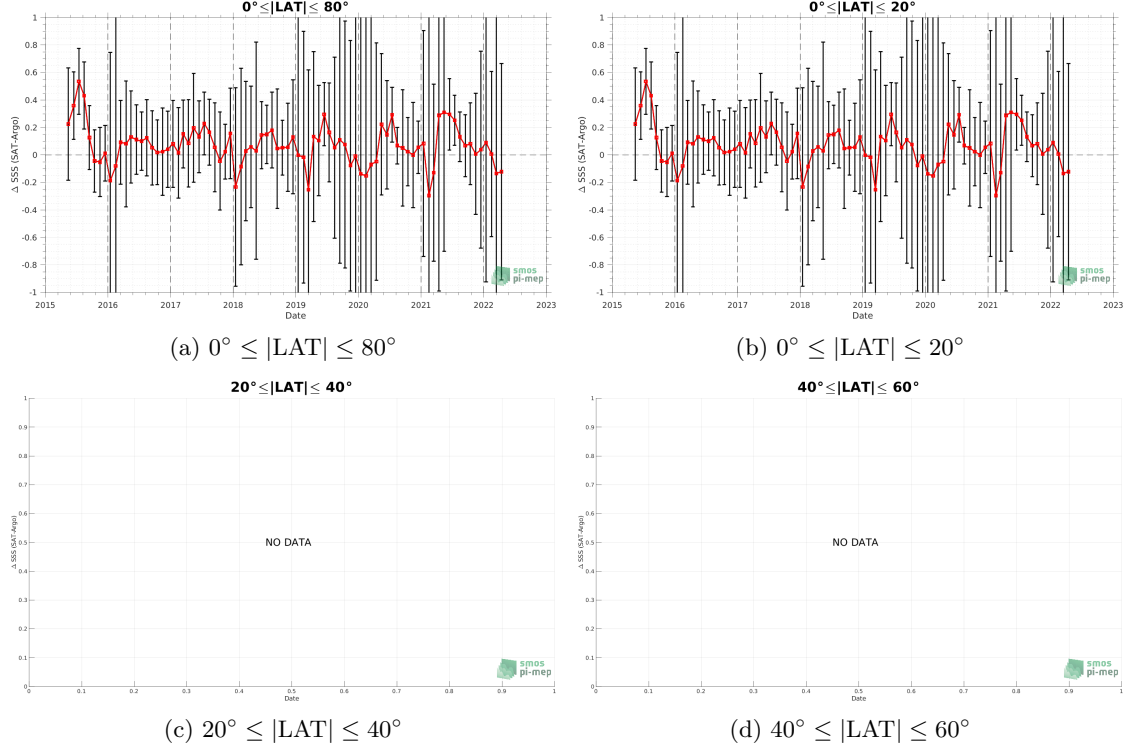 0°≤|LAT|≤ 80°
Δ SSS (SAT-Argo)
1
0.8
0.6
0.4
0.2
0
-0.2
-0.4
-0.6
-0.8
-1
2015 2016 2017 2018 2019 2020 2021 2022 2023
Date
smos
pi-mep
(a) 0° ≤ |LAT| ≤ 80°
0°≤|LAT|≤ 20°
Δ SSS (SAT-Argo)
1
0.8
0.6
0.4
0.2
0
-0.2
-0.4
-0.6
-0.8
-1
2015 2016 2017 2018 2019 2020 2021 2022 2023
Date
smos
pi-mep
(b) 0° ≤ |LAT| ≤ 20°
20°≤|LAT|≤ 40°
Δ SSS (SAT-Argo)
1
0.9
0.8
0.7
0.6
0.5
0.4
0.3
0.2
0.1
0
NO DATA
0 0.1 0.2 0.3 0.4 0.5 0.6 0.7 0.8 0.9 1
Date
smos
pi-mep
(c) 20° ≤ |LAT| ≤ 40°
40°≤|LAT|≤ 60°
Δ SSS (SAT-Argo)
1
0.9
0.8
0.7
0.6
0.5
0.4
0.3
0.2
0.1
0
NO DATA
0 0.1 0.2 0.3 0.4 0.5 0.6 0.7 0.8 0.9 1
Date
smos
pi-mep
(d) 40° ≤ |LAT| ≤ 60°